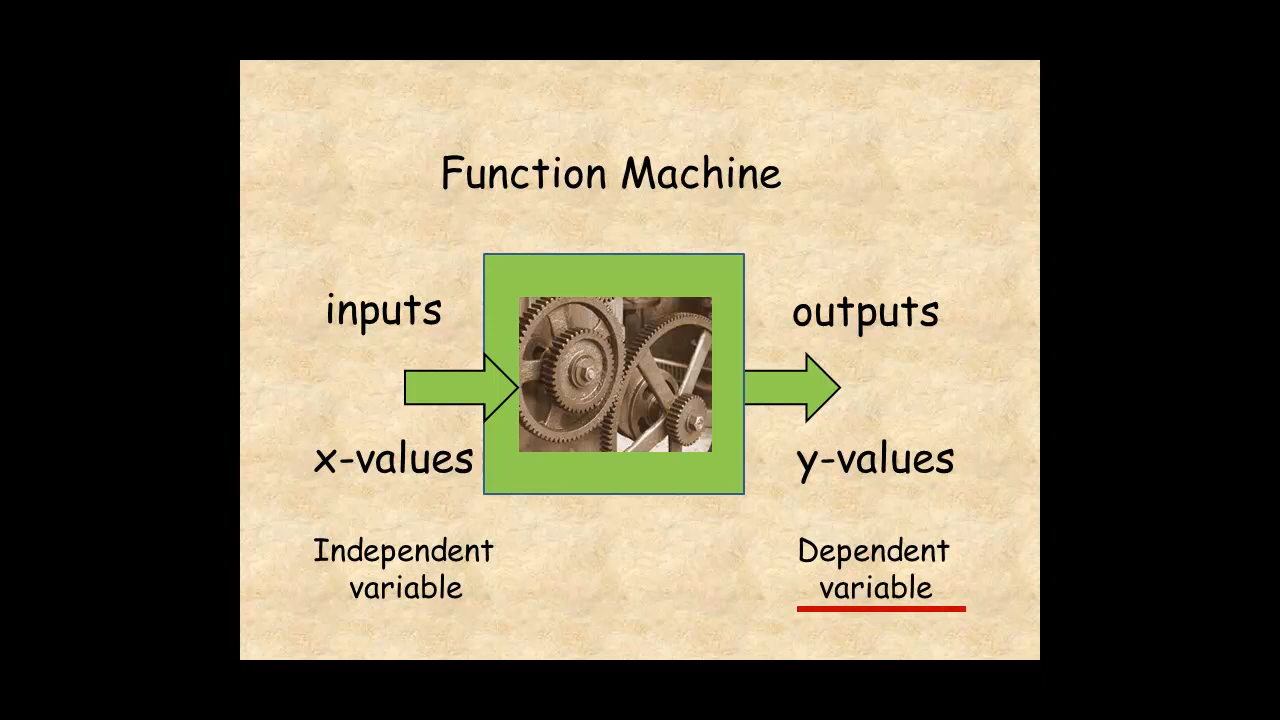 Function Machine
inputs
outputs
x-values
y-values
Independent
variable
Dependent
variable